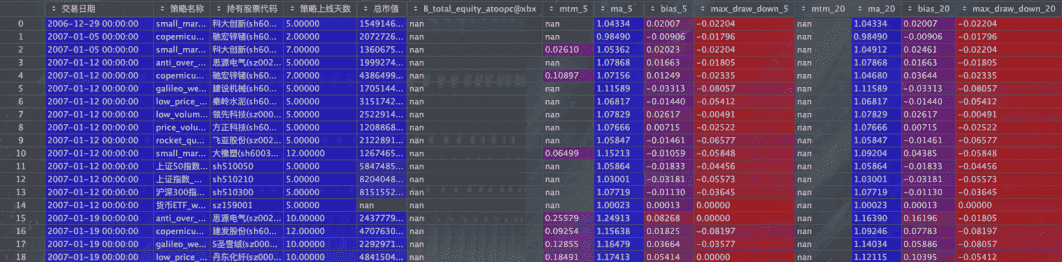 交易日期 策略名称 持有股票代码 策略上线天数 总市值 B_total_equity_atoopc@xbx mtm_5 ma_5 bias_5 max_draw_down_5 mtm_20 ma_20 bias_20 max_draw_down_20
0 2006-12-29 00:00:00 small_mar... 科大创新(sh60... 5.00000 1549146... nan nan 1.04334 0.02007 -0.02204 nan 1.04334 0.02007 -0.02204
1 2007-01-05 00:00:00 copernicu... 驰宏锌锗(sh60... 2.00000 2072726... nan nan 0.98490 -0.00906 -0.01796 nan 0.98490 -0.00906 -0.01796
2 2007-01-05 00:00:00 small_mar... 科大创新(sh60... 7.00000 1360675... nan 0.02610 1.05362 0.02023 -0.02204 nan 1.04912 0.02461 -0.02204
3 2007-01-12 00:00:00 anti_over... 思源电气(sz002... 5.00000 1999274... nan nan 1.07868 0.01663 -0.01805 nan 1.07868 0.01663 -0.01805
4 2007-01-12 00:00:00 copernicu... 驰宏锌锗(sh60... 7.00000 4386499... nan 0.10897 1.07156 0.01249 -0.02335 nan 1.04680 0.03644 -0.02335
5 2007-01-12 00:00:00 galileo_we... 建设机械(sh60... 5.00000 1705144... nan nan 1.11589 -0.03313 -0.08057 nan 1.11589 -0.03313 -0.08057
6 2007-01-12 00:00:00 low_price_... 秦岭水泥(sh60... 5.00000 3151742... nan nan 1.06817 -0.01440 -0.05412 nan 1.06817 -0.01440 -0.05412
7 2007-01-12 00:00:00 low_volum... 领先科技(sz000... 5.00000 2522914... nan nan 1.07829 0.02617 -0.00491 nan 1.07829 0.02617 -0.00491
8 2007-01-12 00:00:00 price_volu... 方正科技(sh60... 5.00000 1208868... nan nan 1.07666 0.00715 -0.02522 nan 1.07666 0.00715 -0.02522
9 2007-01-12 00:00:00 rocket_qu... 飞亚股份(sz002... 5.00000 2122891... nan nan 1.05847 -0.01461 -0.06577 nan 1.05847 -0.01461 -0.06577
10 2007-01-12 00:00:00 small_mar... 大橡塑(sh6003... 12.00000 1267465... nan 0.06499 1.15213 -0.01059 -0.05848 nan 1.09204 0.04385 -0.05848
11 2007-01-12 00:00:00 上证50指数... sh510050 5.00000 5847485... nan nan 1.05864 -0.01833 -0.04456 nan 1.05864 -0.01833 -0.04456
12 2007-01-12 00:00:00 上证指数_... sh510210 5.00000 8204048... nan nan 1.03056 -0.03181 -0.05573 nan 1.03056 -0.03181 -0.05573
13 2007-01-12 00:00:00 沪深300指... sh510300 5.00000 8151552... nan nan 1.07719 -0.01130 -0.03645 nan 1.07719 -0.01130 -0.03645
14 2007-01-12 00:00:00 货币ETF_w... sz159001 5.00000 nan nan nan 1.00023 0.00013 0.00000 nan 1.00023 0.00013 0.00000
15 2007-01-19 00:00:00 anti_over... 思源电气(sz002... 10.00000 2437779... nan 0.25579 1.24913 0.08268 0.00000 nan 1.16390 0.16196 -0.01805
16 2007-01-19 00:00:00 copernicu... 建发股份(sh60... 12.00000 4707630... nan 0.09254 1.15638 0.01825 -0.08197 nan 1.09246 0.07783 -0.08197
17 2007-01-19 00:00:00 galileo_we... S圣雪绒(sz000... 10.00000 2292971... nan 0.12855 1.16479 0.03664 -0.03577 nan 1.14034 0.05886 -0.08057
18 2007-01-19 00:00:00 low_price_... 丹东化纤(sz00... 10.00000 4841504... nan 0.18491 1.17413 0.05414 0.00000 nan 1.12115 0.10395 -0.05412